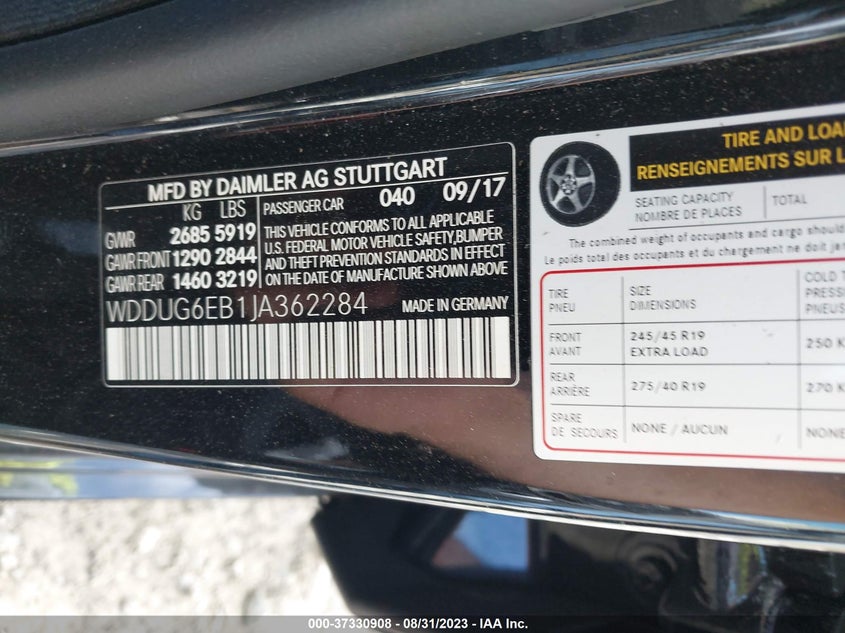 MFD BY DAIMLER AG STUTTGART
KG LBS
GVWR 2685 5919
GAWR FRONT 1290 2844
GAWR REAR 1460 3219
PASSENGER CAR 040 09/17
THIS VEHICLE CONFORMS TO ALL APPLICABLE
U.S. FEDERAL MOTOR VEHICLE SAFETY, BUMPER
AND THEFT PREVENTION STANDARDS IN EFFECT
ON THE DATE OF MANUFACTURE SHOWN ABOVE
WDDUG6EB1JA362284 MADE IN GERMANY
TIRE AND LOA
RENSEIGNEMENTS SUR L
SEATING CAPACITY
NOMBRE DE PLACES
TOTAL
The combined weight of occupants and cargo should
Le poids total des occupants et du chargement ne doit jam
TIRE
PNEU
SIZE
DIMENSIONS
COLD T
PRESS
PNEUS
FRONT
AVANT
245/45 R19
EXTRA LOAD
250 K
REAR
ARRIÈRE
275/40 R19
270 K
SPARE
DE SECOURS
NONE / AUCUN
NONE
000-37330908 - 08/31/2023 - IAA Inc.